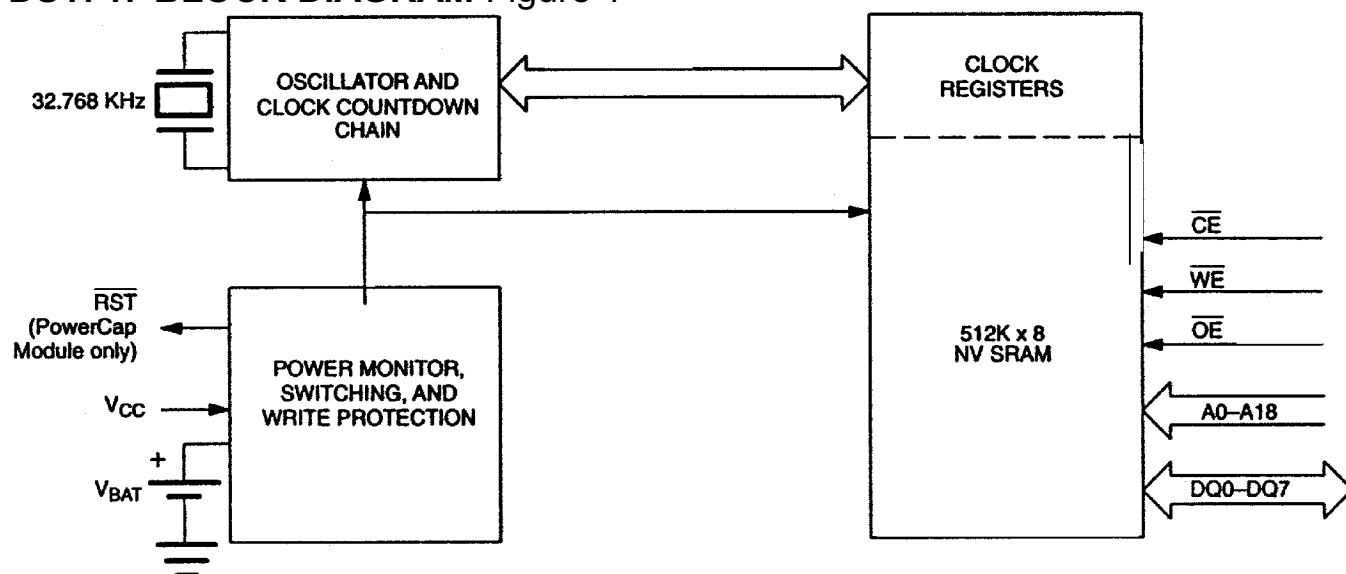 Figure 1
OSCILLATOR AND
CLOCK COUNTDOWN
CHAIN
32.768 KHz
CLOCK
REGISTERS
CE
WE
OE
512K x 8
NV SRAM
A0–A18
DQ0–DQ7
RST
(PowerCap
Module only)
VCC
VBAT
+
POWER MONITOR,
SWITCHING, AND
WRITE PROTECTION